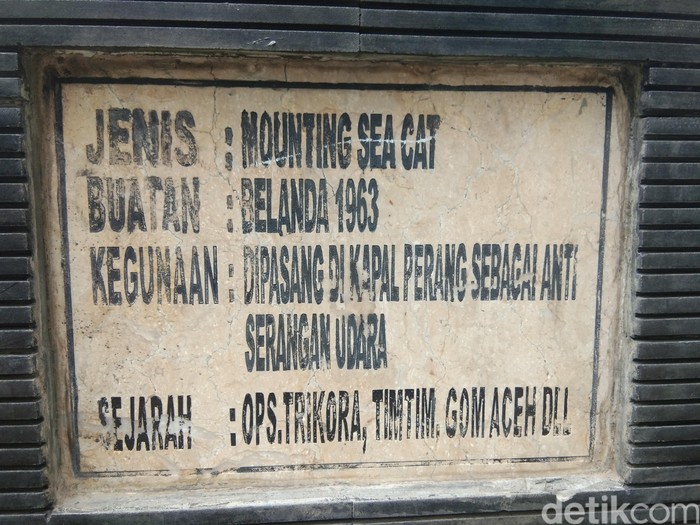 JENIS : MOUNTING SEA CAT
BUATAN : BELANDA 1963
KEGUNAAN : DIPASANG DI KAPAL PERANG SEBAGAI ANTI
SERANGAN UDARA
SEJARAH : OPS.TRIKORA, TIMTIM. GOM ACEH DLL
detikcom